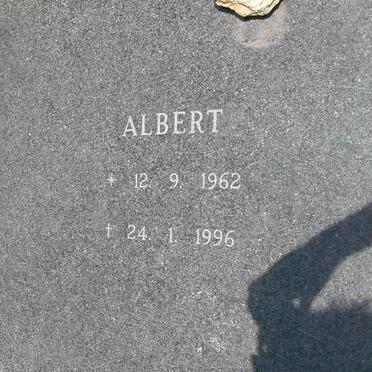 ALBERT
* 12. 9. 1962
† 24. 1. 1996